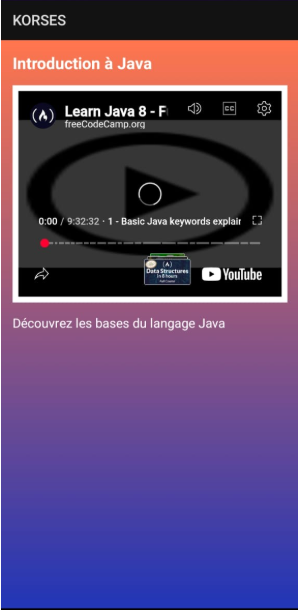 KORSES
Introduction à Java
Learn Java 8 - F
freeCodeCamp.org
CC
0:00 / 9:32:32 • 1 - Basic Java keywords explair
(A)
Data Structures
in 8 hours
YouTube
Découvrez les bases du langage Java